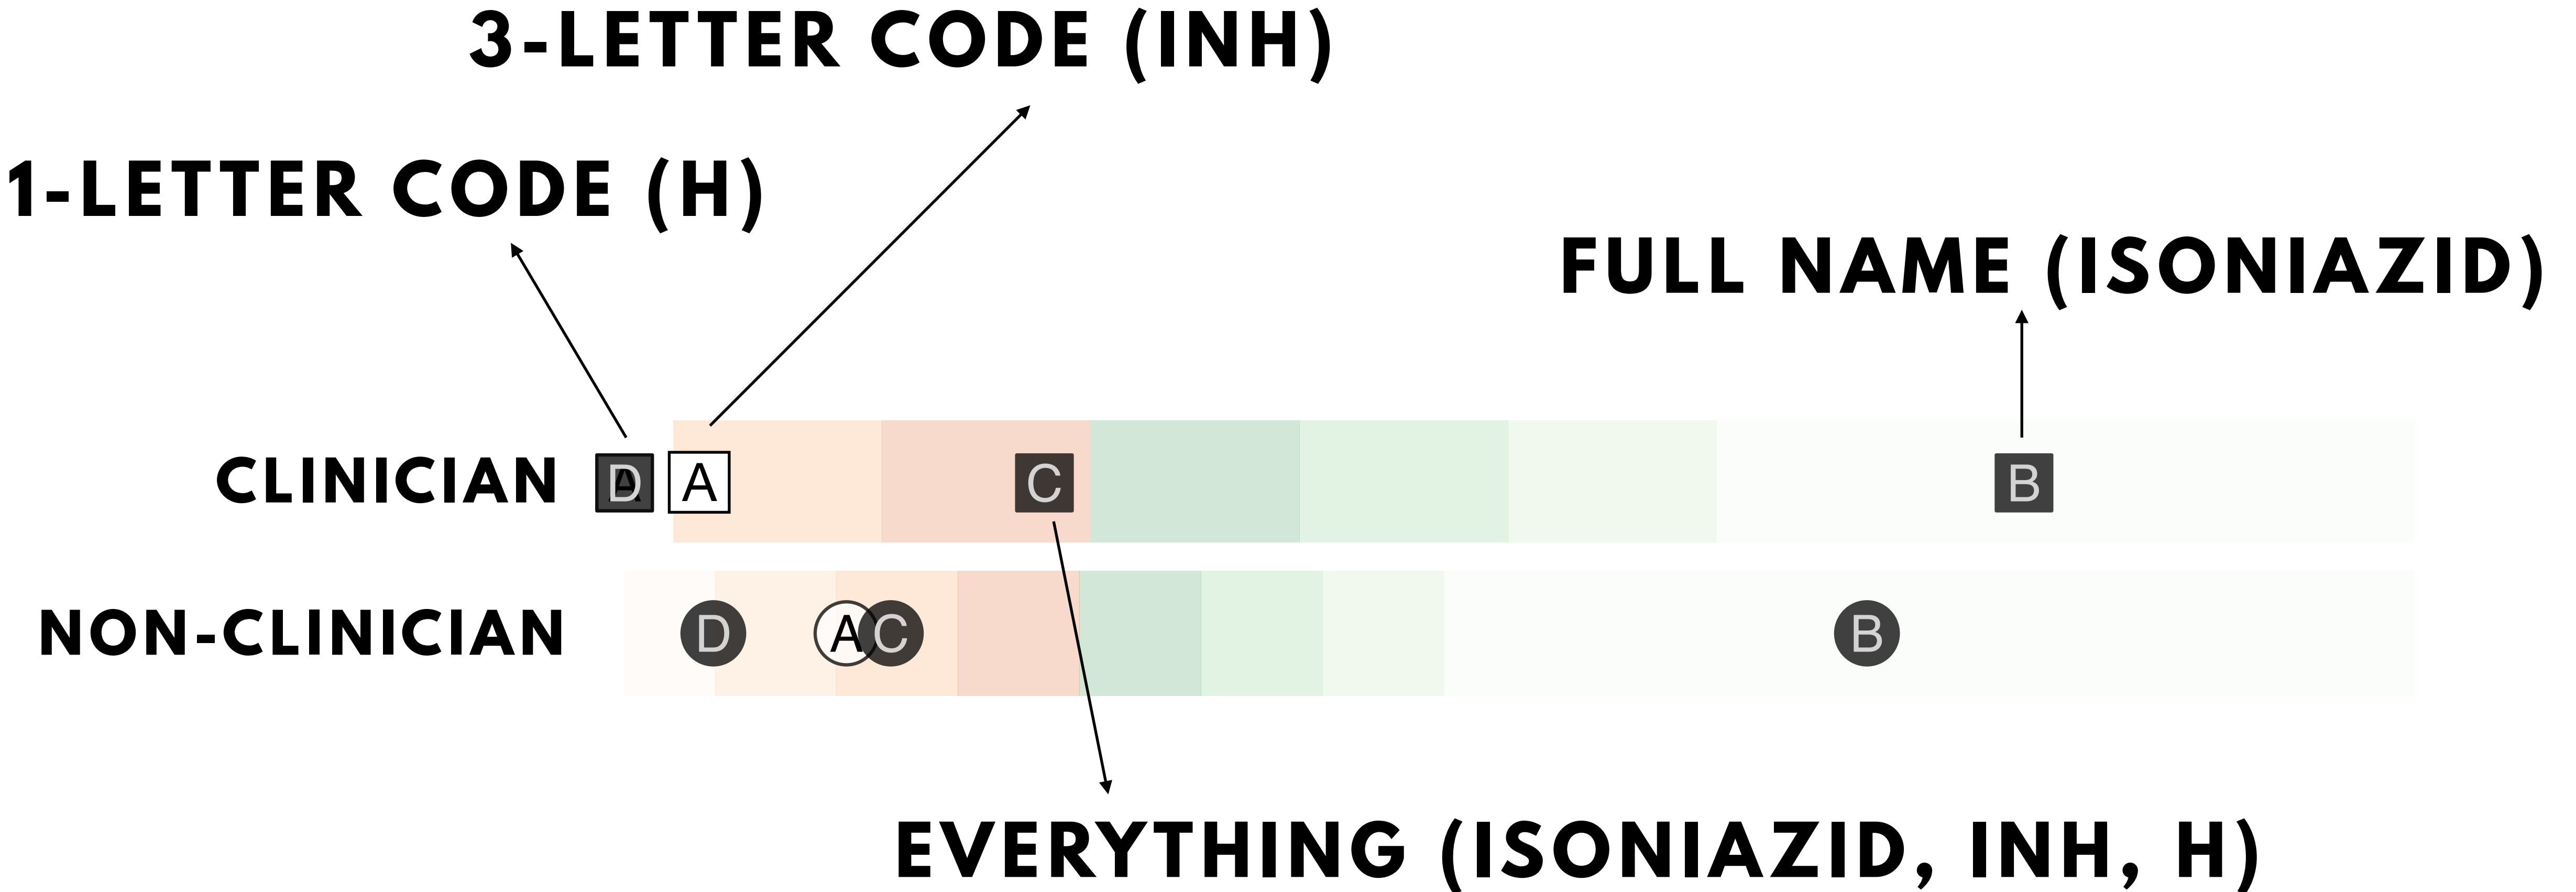 3-LETTER CODE (INH)
1-LETTER CODE (H)
FULL NAME (ISONIAZID)
CLINICIAN D A A C B
NON-CLINICIAN D A C B
EVERYTHING (ISONIAZID, INH, H)